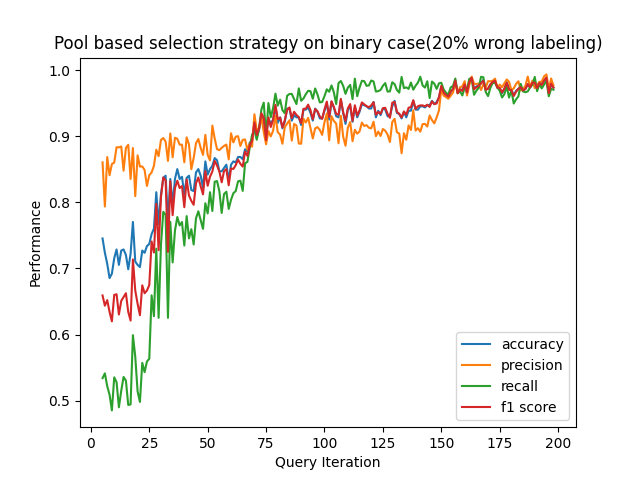 Pool based selection strategy on binary case(20% wrong labeling)
1.0
0.9
0.8
0.7
0.6
0.5
Performance
0
25
50
75
100
125
150
175
200
Query Iteration
accuracy
precision
recall
f1 score